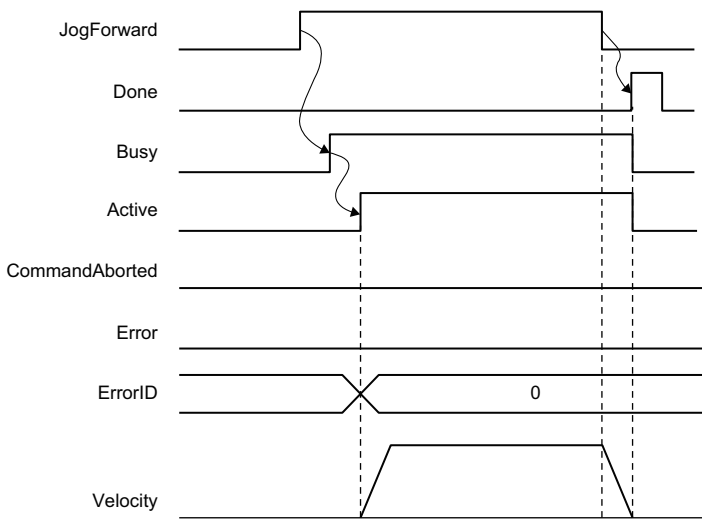 JogForward
Done
Busy
Active
CommandAborted
Error
ErrorID
0
Velocity